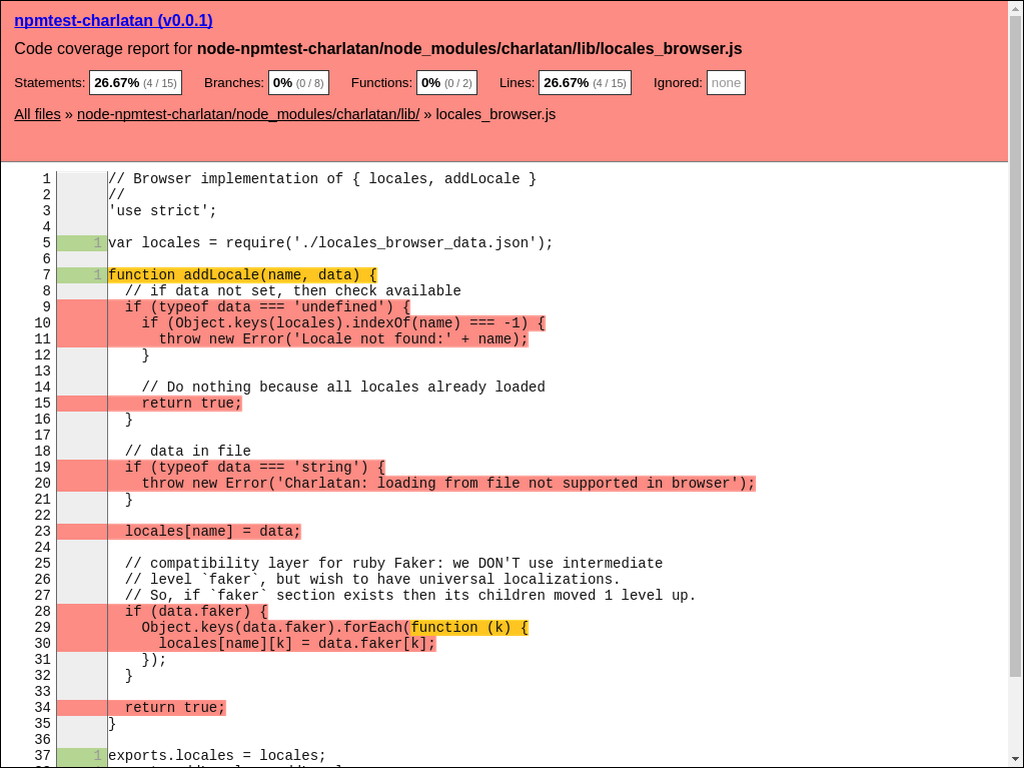 npmtest-charlatan (v0.0.1)
Code coverage report for node-npmtest-charlatan/node_modules/charlatan/lib/locales_browser.js
Statements: 26.67% (4 / 15) Branches: 0% (0 / 8) Functions: 0% (0 / 2) Lines: 26.67% (4 / 15) Ignored: none
All files » node-npmtest-charlatan/node_modules/charlatan/lib/ » locales_browser.js
1 // Browser implementation of { locales, addLocale }
2 //
3 'use strict';
4
5 1 var locales = require('./locales_browser_data.json');
6
7 1 function addLocale(name, data) {
8   // if data not set, then check available
9   if (typeof data === 'undefined') {
10     if (Object.keys(locales).indexOf(name) === -1) {
11       throw new Error('Locale not found:' + name);
12     }
13
14     // Do nothing because all locales already loaded
15     return true;
16   }
17
18   // data in file
19   if (typeof data === 'string') {
20     throw new Error('Charlatan: loading from file not supported in browser');
21   }
22
23   locales[name] = data;
24
25   // compatibility layer for ruby Faker: we DON'T use intermediate
26   // level `faker`, but wish to have universal localizations.
27   // So, if `faker` section exists then its children moved 1 level up.
28   if (data.faker) {
29     Object.keys(data.faker).forEach(function (k) {
30       locales[name][k] = data.faker[k];
31     });
32   }
33
34   return true;
35 }
36
37 1 exports.locales = locales;